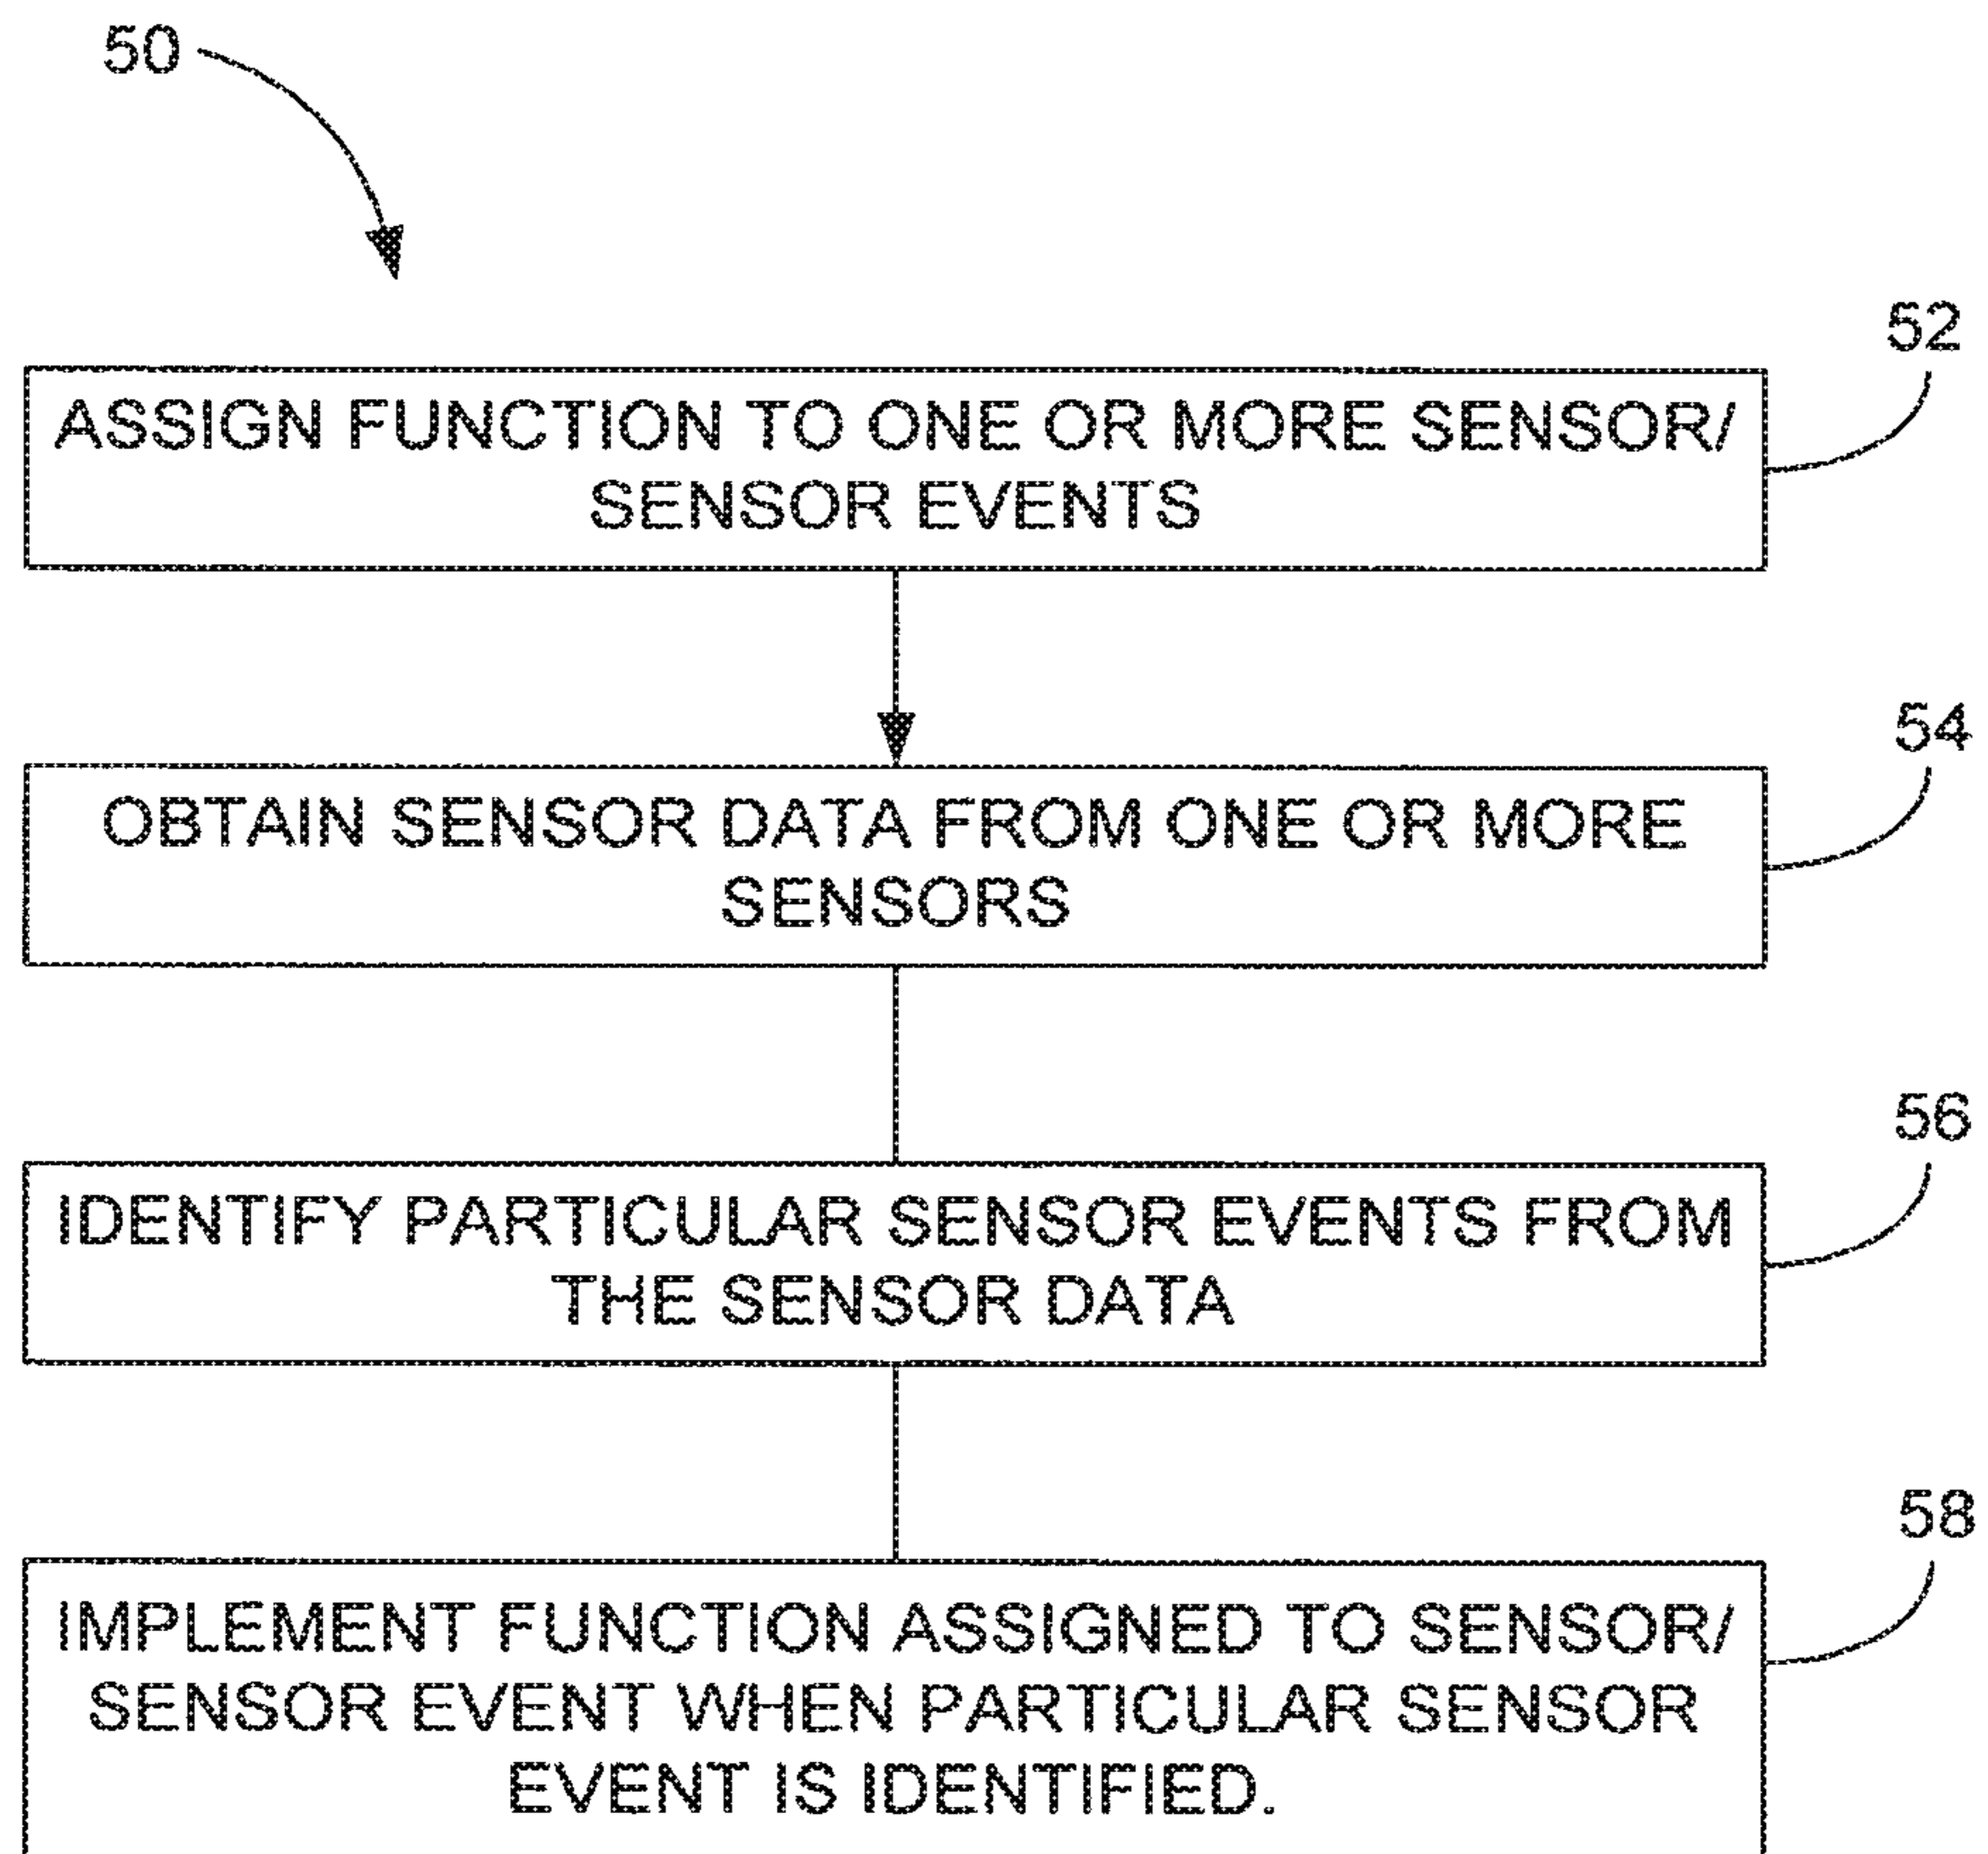 50
52
ASSIGN FUNCTION TO ONE OR MORE SENSOR/
SENSOR EVENTS
54
OBTAIN SENSOR DATA FROM ONE OR MORE
SENSORS
56
IDENTIFY PARTICULAR SENSOR EVENTS FROM
THE SENSOR DATA
58
IMPLEMENT FUNCTION ASSIGNED TO SENSOR/
SENSOR EVENT WHEN PARTICULAR SENSOR
EVENT IS IDENTIFIED.